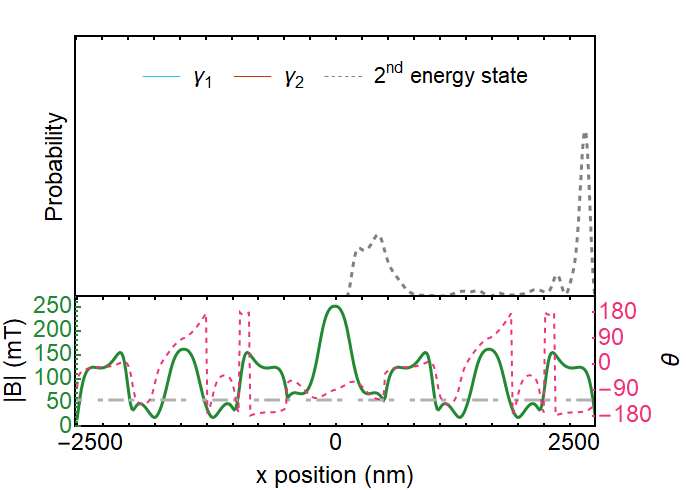 γ1 γ2 2nd energy state
Probability
250
200
150
100
50
0
|B| (mT)
180
90
0
−90
−180
θ
−2500 0 2500
x position (nm)